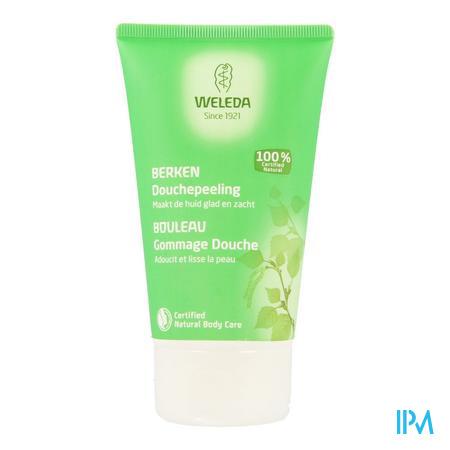 WELEDA
Since 1921
100%
Certified
Natural
BERKEN
Douchepeeling
Maakt de huid glad en zacht
BOULEAU
Gommage Douche
Adoucit et lisse la peau
Certified
Natural Body Care
IPM